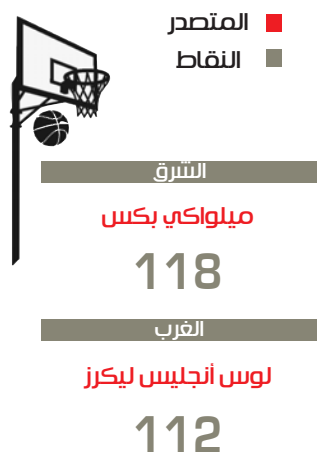 المتصدر
النقاط
الشرق
ميلواكي بكس
118
الغرب
لوس أنجليس ليكرز
112